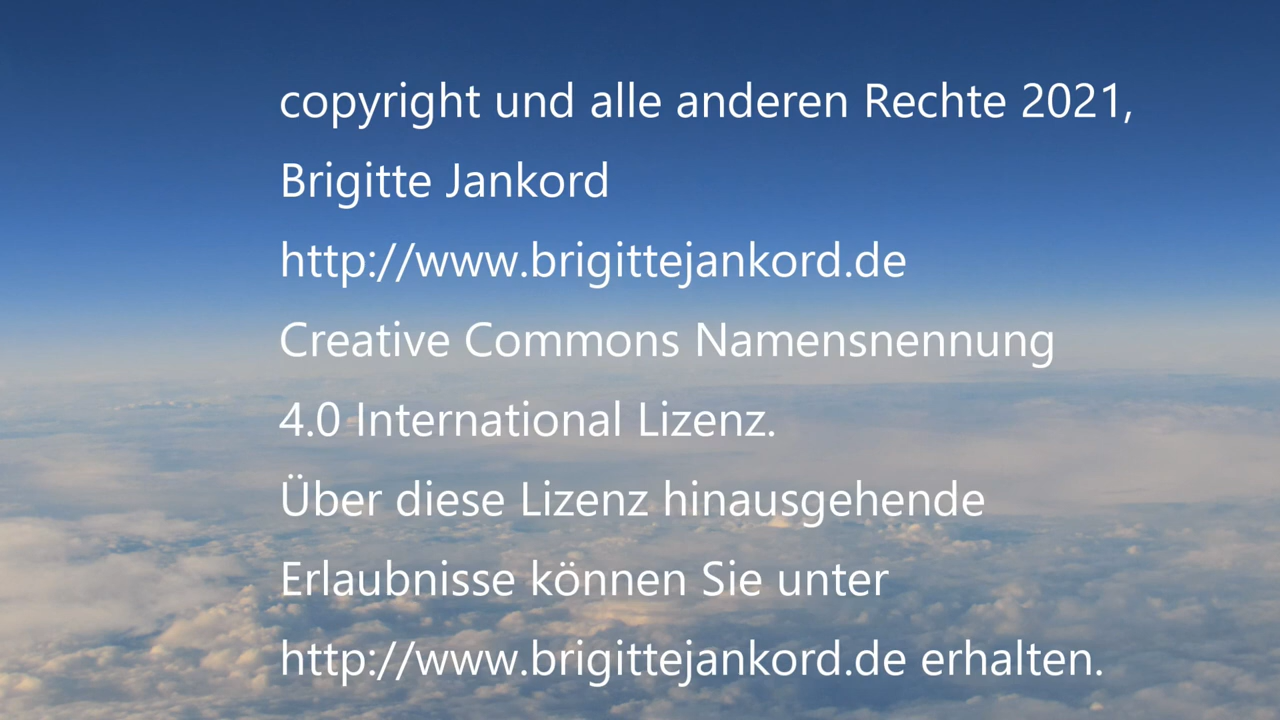 copyright und alle anderen Rechte 2021,
Brigitte Jankord
http://www.brigittejankord.de
Creative Commons Namensnennung
4.0 International Lizenz.
Über diese Lizenz hinausgehende
Erlaubnisse können Sie unter
http://www.brigittejankord.de erhalten.